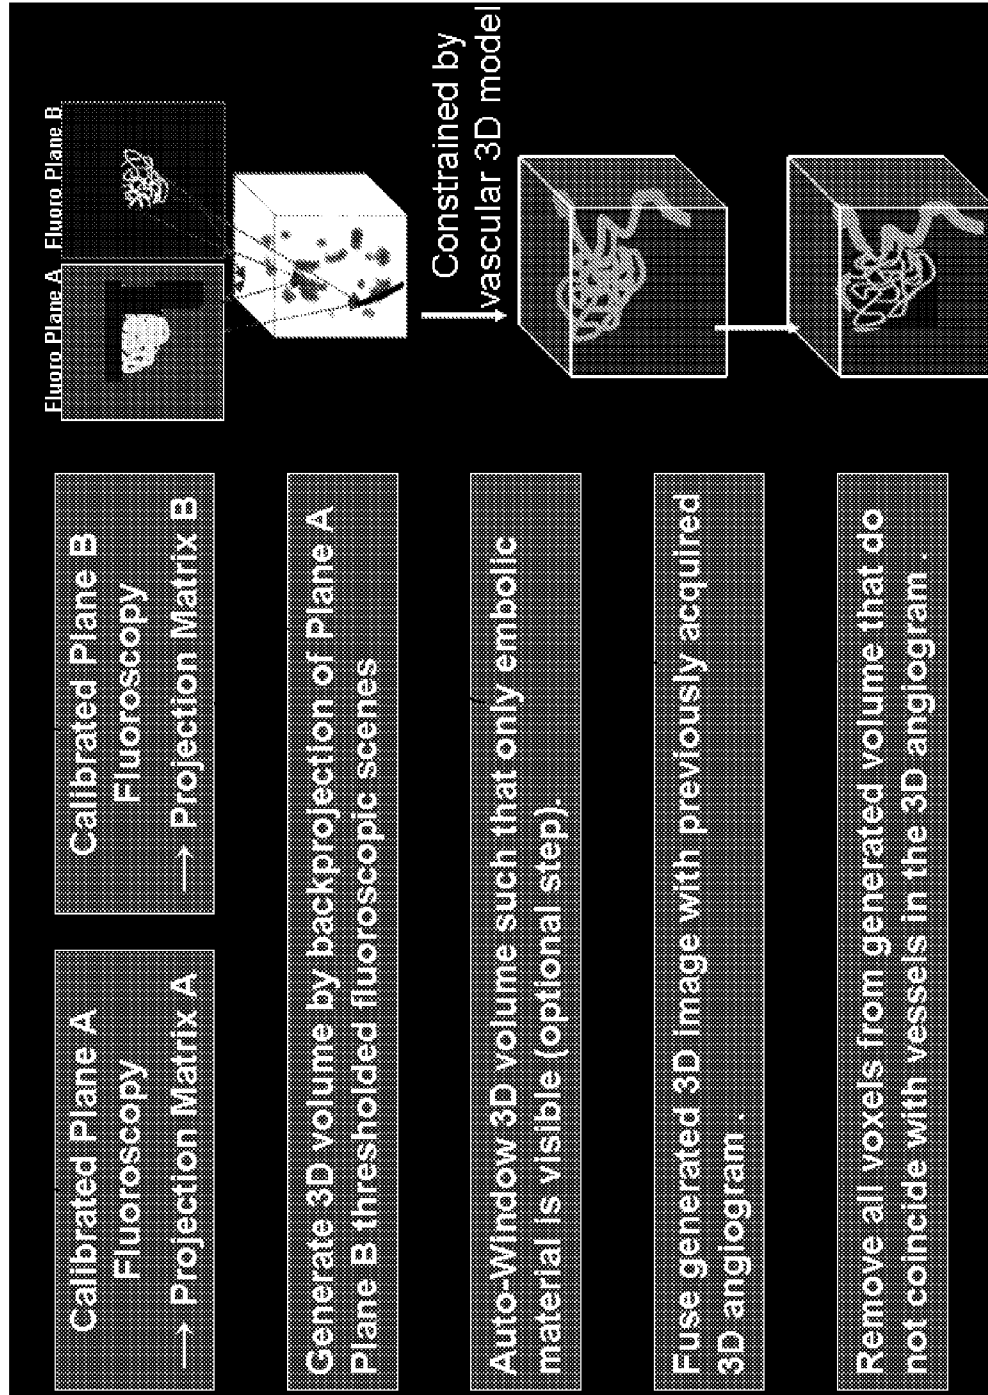 Calibrated Plane A
Fluoroscopy
→ Projection Matrix A
Calibrated Plane B
Fluoroscopy
→ Projection Matrix B
Generate 3D volume by backprojection of Plane A
Plane B thresholded fluoroscopic scenes
Auto-Window 3D volume such that only embolic
material is visible (optional step).
Fuse generated 3D image with previously acquired
3D angiogram.
Remove all voxels from generated volume that do
not coincide with vessels in the 3D angiogram.
Fluoro Plane A
Fluoro Plane B
Constrained by
vascular 3D model